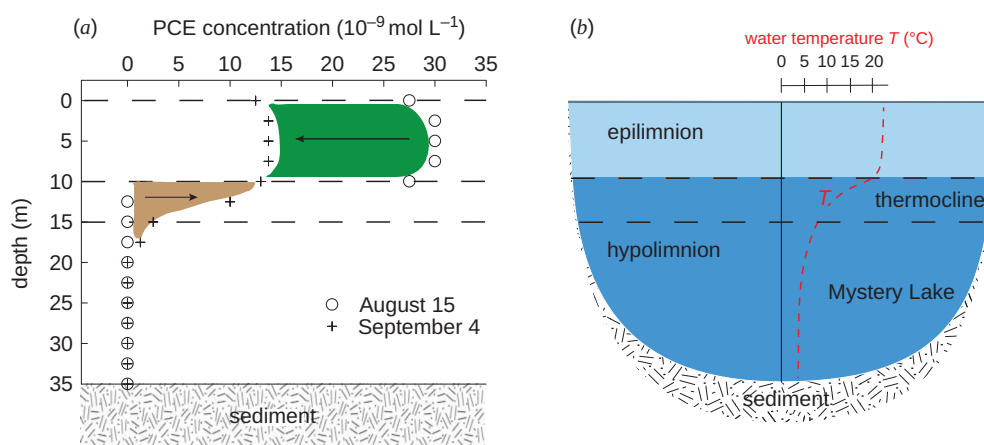 (a) PCE concentration (10⁻⁹ mol L⁻¹)
0 5 10 13 15 20 25 30 35
0
5
10
15
20
25
30
35
depth (m)
August 15
September 4
sediment
(b)
water temperature T (°C)
0 5 10 15 20
epilimnion
T
thermocline
hypolimnion
Mystery Lake
sediment